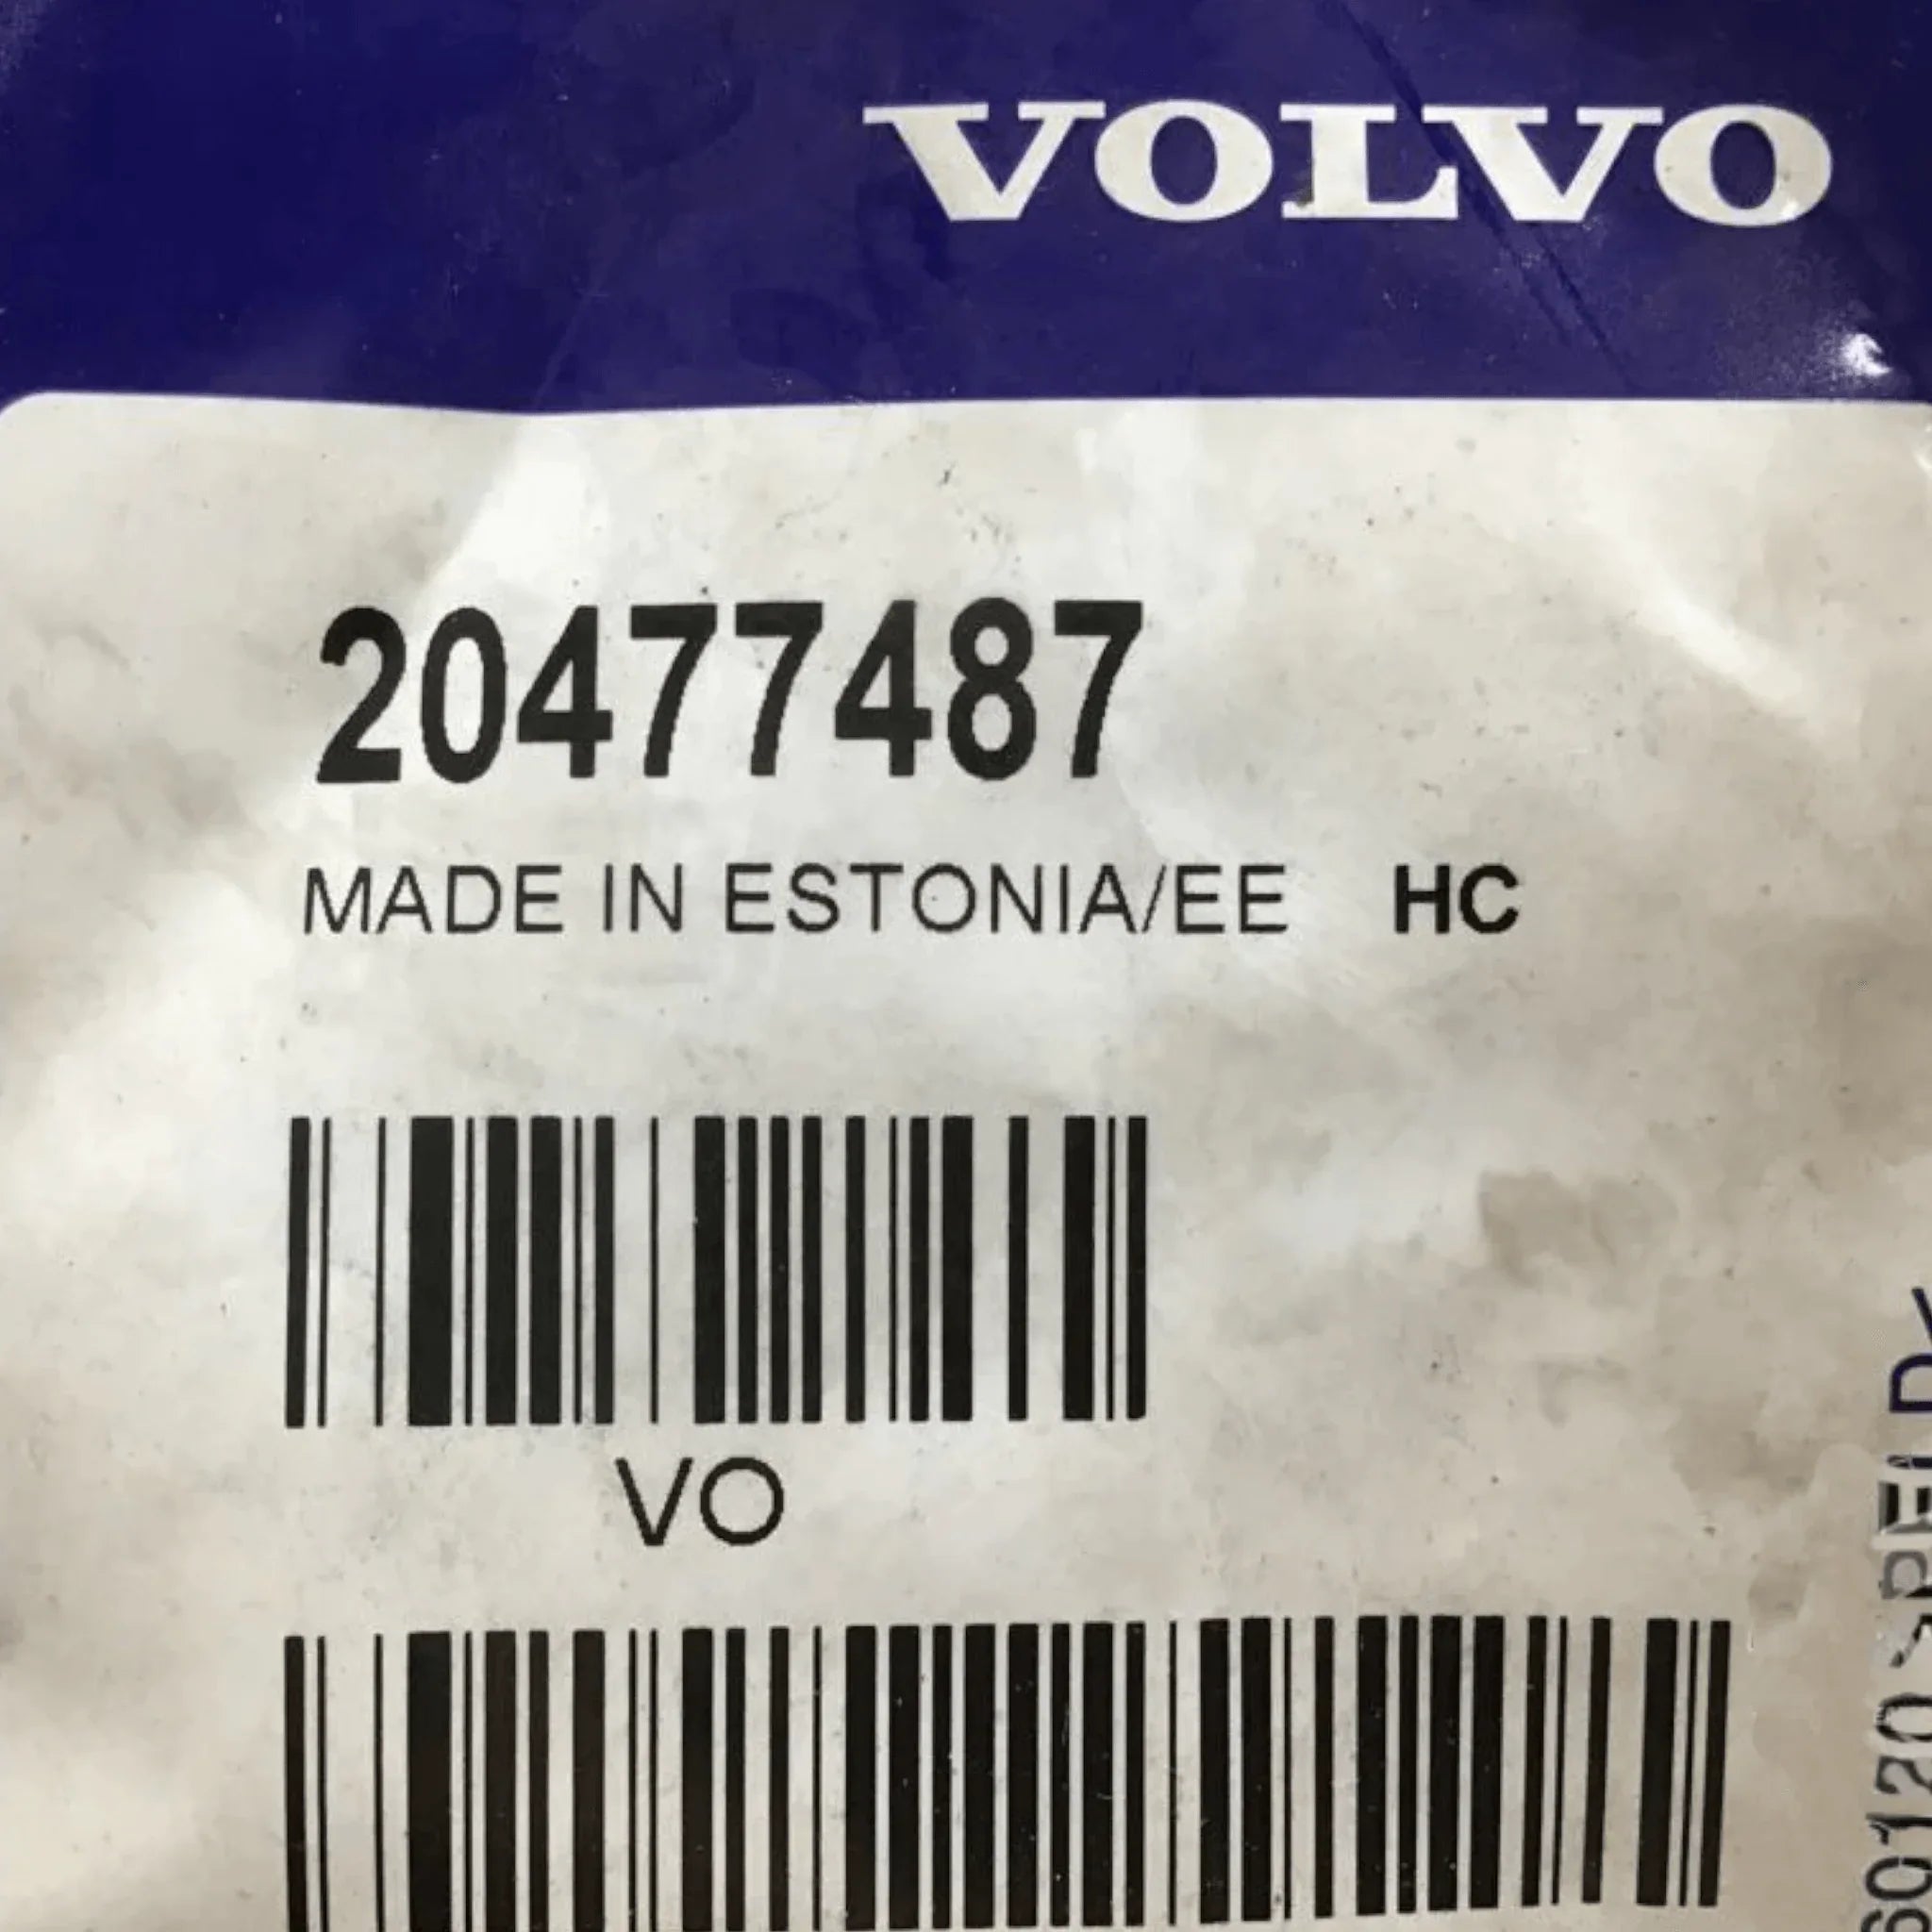 VOLVO
20477487
MADE IN ESTONIA/EE HC
VO